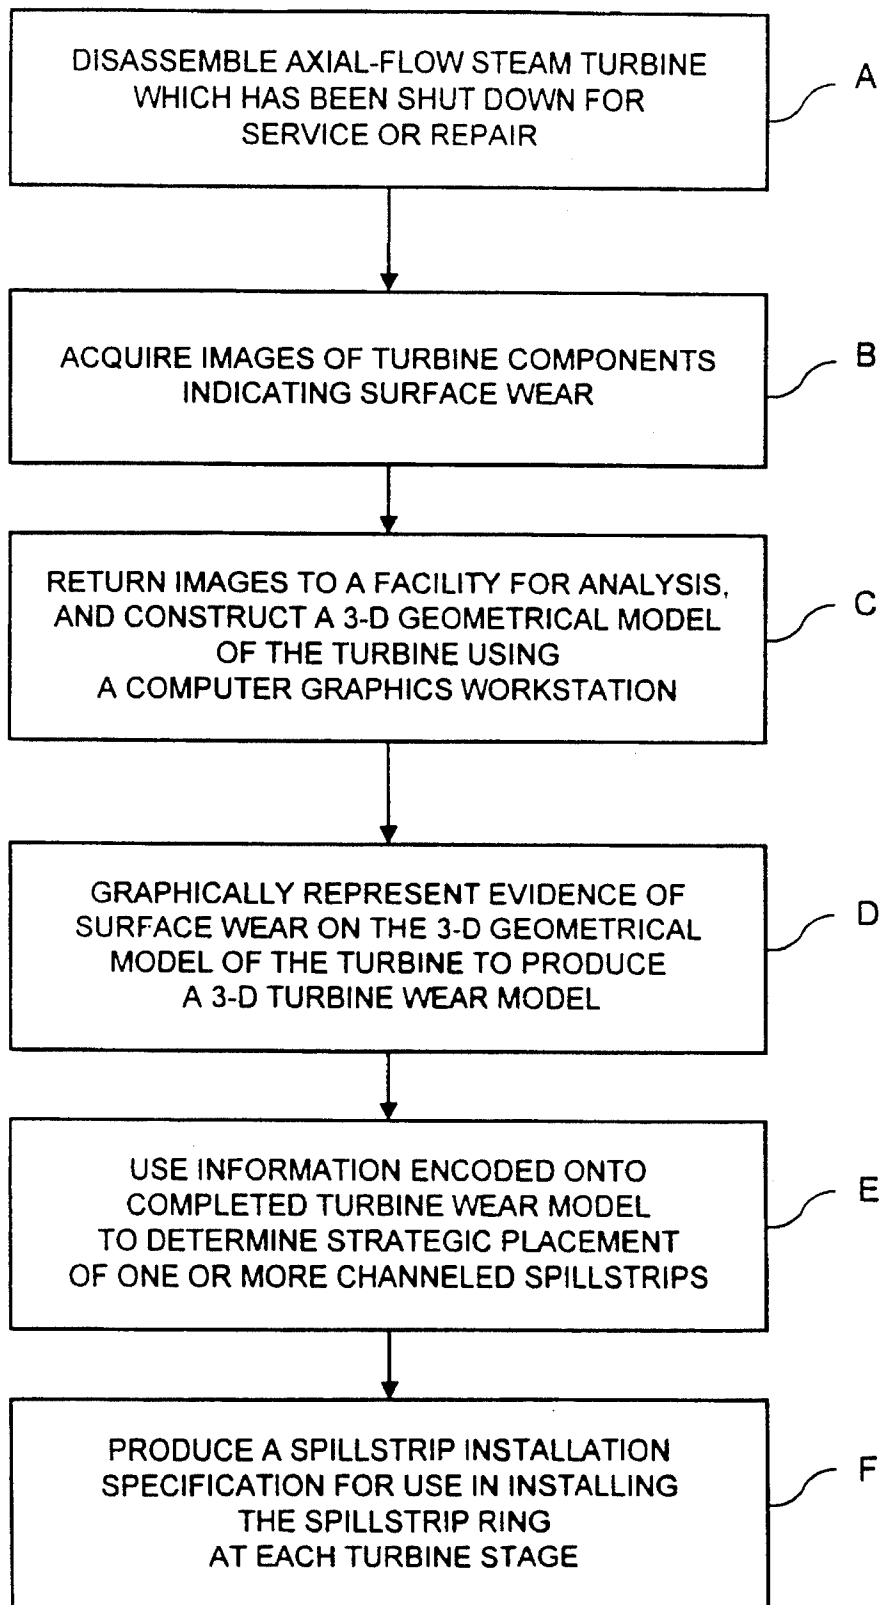 DISASSEMBLE AXIAL-FLOW STEAM TURBINE
WHICH HAS BEEN SHUT DOWN FOR
SERVICE OR REPAIR
A
ACQUIRE IMAGES OF TURBINE COMPONENTS
INDICATING SURFACE WEAR
B
RETURN IMAGES TO A FACILITY FOR ANALYSIS,
AND CONSTRUCT A 3-D GEOMETRICAL MODEL
OF THE TURBINE USING
A COMPUTER GRAPHICS WORKSTATION
C
GRAPHICALLY REPRESENT EVIDENCE OF
SURFACE WEAR ON THE 3-D GEOMETRICAL
MODEL OF THE TURBINE TO PRODUCE
A 3-D TURBINE WEAR MODEL
D
USE INFORMATION ENCODED ONTO
COMPLETED TURBINE WEAR MODEL
TO DETERMINE STRATEGIC PLACEMENT
OF ONE OR MORE CHANNELED SPILLSTRIPS
E
PRODUCE A SPILLSTRIP INSTALLATION
SPECIFICATION FOR USE IN INSTALLING
THE SPILLSTRIP RING
AT EACH TURBINE STAGE
F